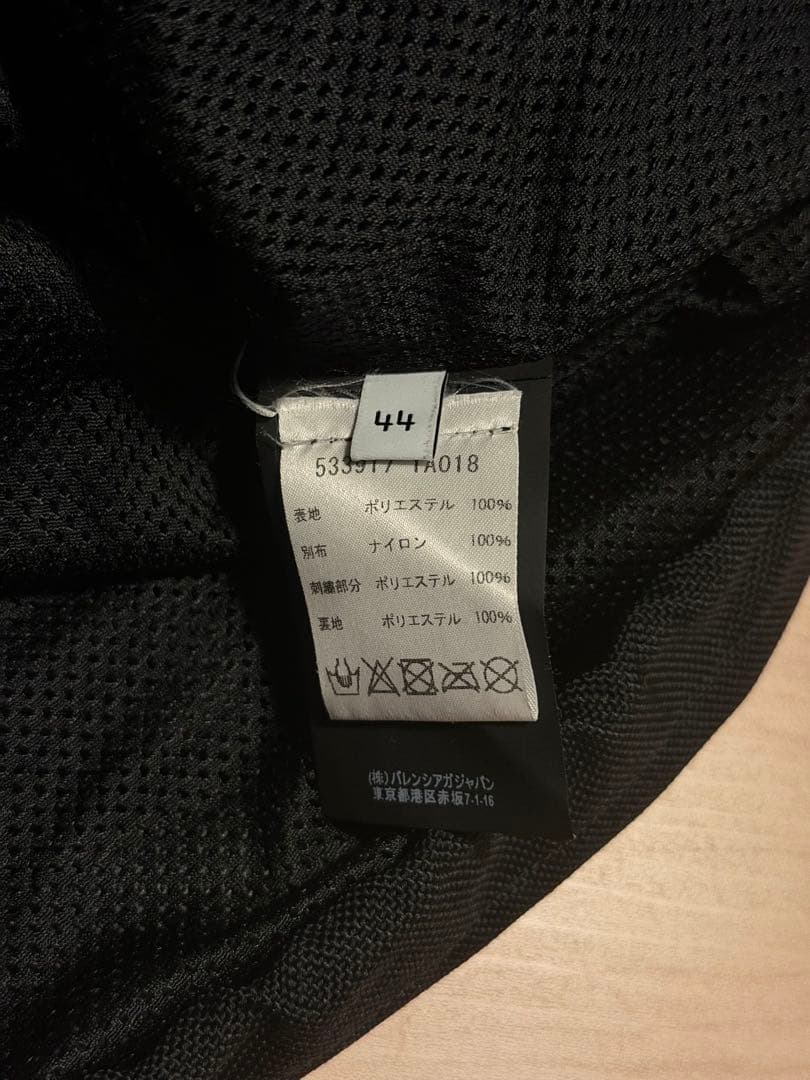 44
533917 TA018
表地 ポリエステル 100%
別布 ナイロン 100%
刺繍部分 ポリエステル 100%
裏地 ポリエステル 100%
(株)バレンシアガジャパン
東京都港区赤坂7-1-16